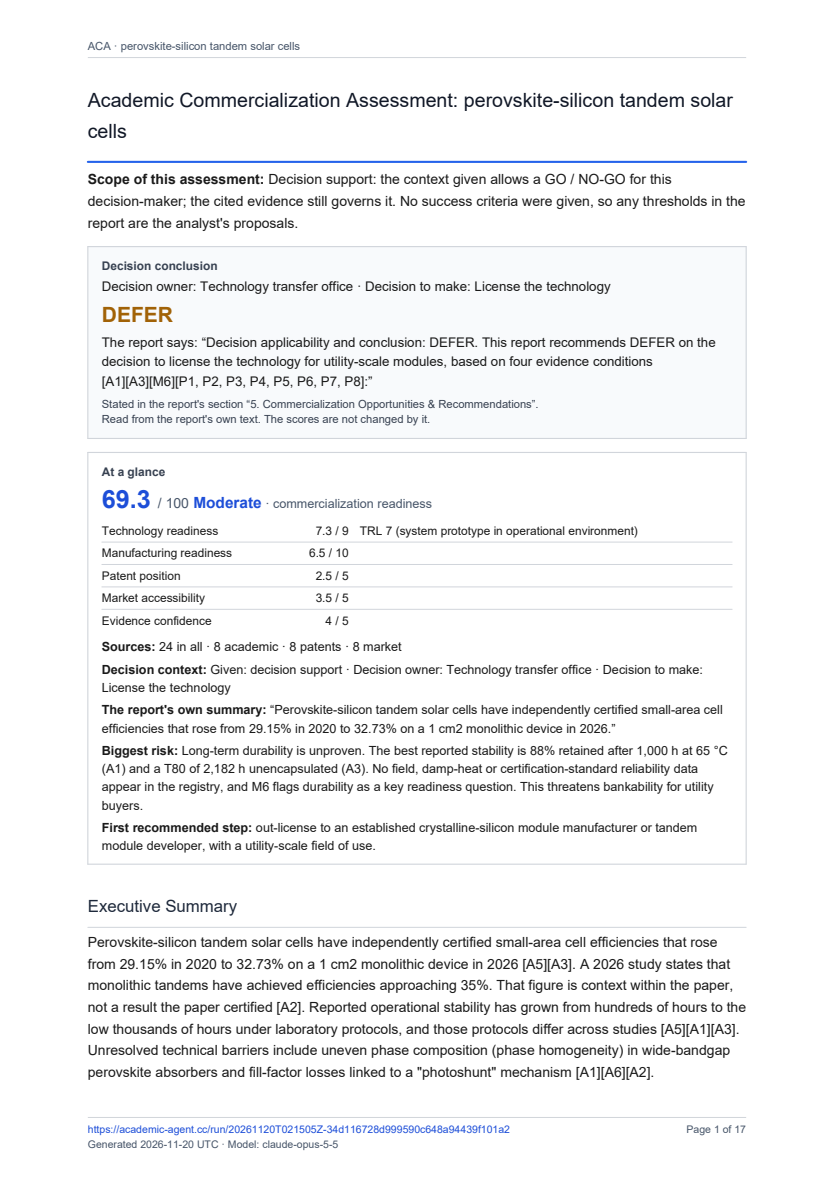 ACA · perovskite-silicon tandem solar cells
Academic Commercialization Assessment: perovskite-silicon tandem solar
cells
Scope of this assessment: Decision support: the context given allows a GO / NO-GO for this
decision-maker; the cited evidence still governs it. No success criteria were given, so any thresholds in the
report are the analyst's proposals.
Decision conclusion
Decision owner: Technology transfer office · Decision to make: License the technology
DEFER
The report says: “Decision applicability and conclusion: DEFER. This report recommends DEFER on the
decision to license the technology for utility-scale modules, based on four evidence conditions
[A1][A3][M6][P1, P2, P3, P4, P5, P6, P7, P8]:”
Stated in the report's section “5. Commercialization Opportunities & Recommendations”.
Read from the report's own text. The scores are not changed by it.
At a glance
69.3 / 100 Moderate · commercialization readiness
Technology readiness 7.3 / 9 TRL 7 (system prototype in operational environment)
Manufacturing readiness 6.5 / 10
Patent position 2.5 / 5
Market accessibility 3.5 / 5
Evidence confidence 4 / 5
Sources: 24 in all · 8 academic · 8 patents · 8 market
Decision context: Given: decision support · Decision owner: Technology transfer office · Decision to make:
License the technology
The report's own summary: “Perovskite-silicon tandem solar cells have independently certified small-area cell
efficiencies that rose from 29.15% in 2020 to 32.73% on a 1 cm2 monolithic device in 2026.”
Biggest risk: Long-term durability is unproven. The best reported stability is 88% retained after 1,000 h at 65 °C
(A1) and a T80 of 2,182 h unencapsulated (A3). No field, damp-heat or certification-standard reliability data
appear in the registry, and M6 flags durability as a key readiness question. This threatens bankability for utility
buyers.
First recommended step: out-license to an established crystalline-silicon module manufacturer or tandem
module developer, with a utility-scale field of use.
Executive Summary
Perovskite-silicon tandem solar cells have independently certified small-area cell efficiencies that rose
from 29.15% in 2020 to 32.73% on a 1 cm2 monolithic device in 2026 [A5][A3]. A 2026 study states that
monolithic tandems have achieved efficiencies approaching 35%. That figure is context within the paper,
not a result the paper certified [A2]. Reported operational stability has grown from hundreds of hours to the
low thousands of hours under laboratory protocols, and those protocols differ across studies [A5][A1][A3].
Unresolved technical barriers include uneven phase composition (phase homogeneity) in wide-bandgap
perovskite absorbers and fill-factor losses linked to a "photoshunt" mechanism [A1][A6][A2].
https://academic-agent.cc/run/20261120T021505Z-34d116728d999590c648a94439f101a2
Page 1 of 17
Generated 2026-11-20 UTC · Model: claude-opus-5-5